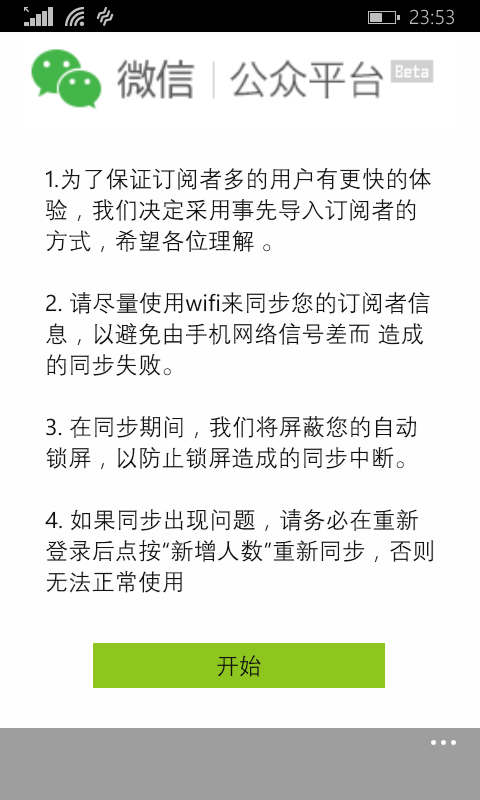 23:53
微信 | 公众平台 Beta
1.为了保证订阅者多的用户有更快的体
验，我们决定采用事先导入订阅者的
方式，希望各位理解 。
2. 请尽量使用wifi来同步您的订阅者信
息，以避免由手机网络信号差而 造成
的同步失败。
3. 在同步期间，我们将屏蔽您的自动
锁屏，以防止锁屏造成的同步中断。
4. 如果同步出现问题，请务必在重新
登录后点按"新增人数"重新同步，否则
无法正常使用
开始